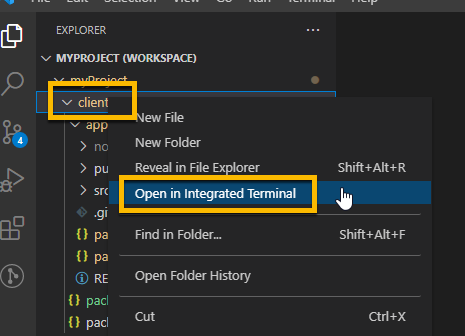 File Edit Selection View Go Run Terminal Help
EXPLORER
MYPROJECT (WORKSPACE)
myProject
client
New File
app
New Folder
no
pu
Reveal in File Explorer Shift+Alt+R
src
Open in Integrated Terminal
.gi
4
pa
Find in Folder... Shift+Alt+F
pa
RE
Open Folder History
pack
pack
Cut Ctrl+X